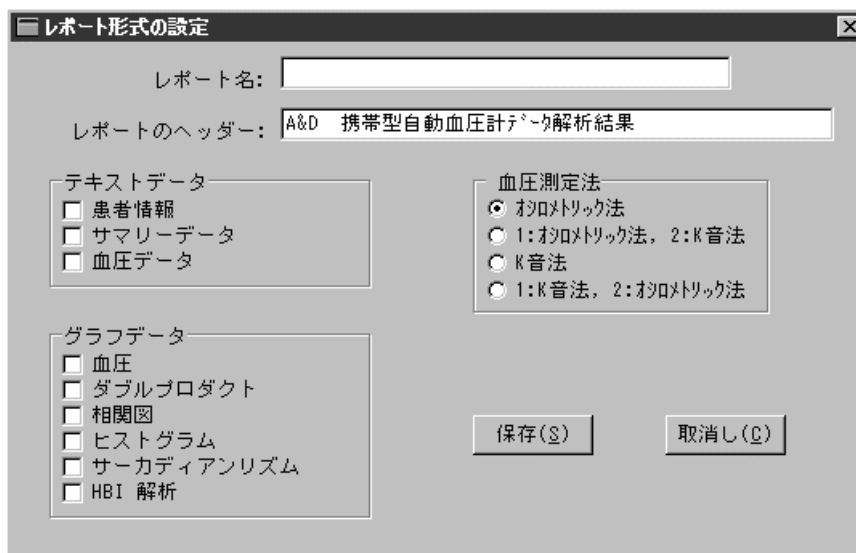 レポート形式の設定
レポート名:
レポートのヘッダー: A&D 携帯型自動血圧計ﾃﾞｰﾀ解析結果
テキストデータ
患者情報
サマリーデータ
血圧データ
血圧測定法
ｵｼﾛﾒﾄﾘｯｸ法
1:ｵｼﾛﾒﾄﾘｯｸ法, 2:K音法
K音法
1:K音法, 2:ｵｼﾛﾒﾄﾘｯｸ法
グラフデータ
血圧
ダブルプロダクト
相関図
ヒストグラム
サーカディアンリズム
HBI 解析
保存(S)
取消し(C)